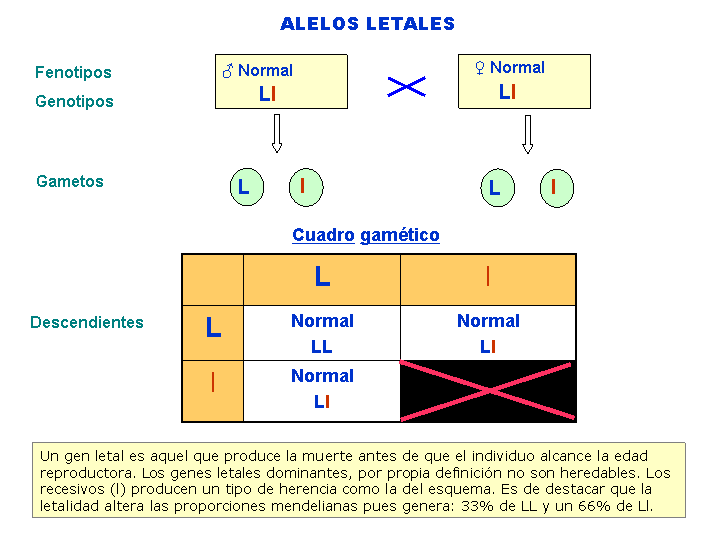 ALELOS LETALES
Fenotipos
♂ Normal
♀ Normal
Genotipos
Ll
Ll
Gametos
L
l
L
l
Cuadro gamético
L
l
Descendientes
L
Normal
LL
Normal
Ll
l
Normal
Ll
Un gen letal es aquel que produce la muerte antes de que el individuo alcance la edad
reproductora. Los genes letales dominantes, por propia definición no son heredables. Los
recesivos (l) producen un tipo de herencia como la del esquema. Es de destacar que la
letalidad altera las proporciones mendelianas pues genera: 33% de LL y un 66% de Ll.